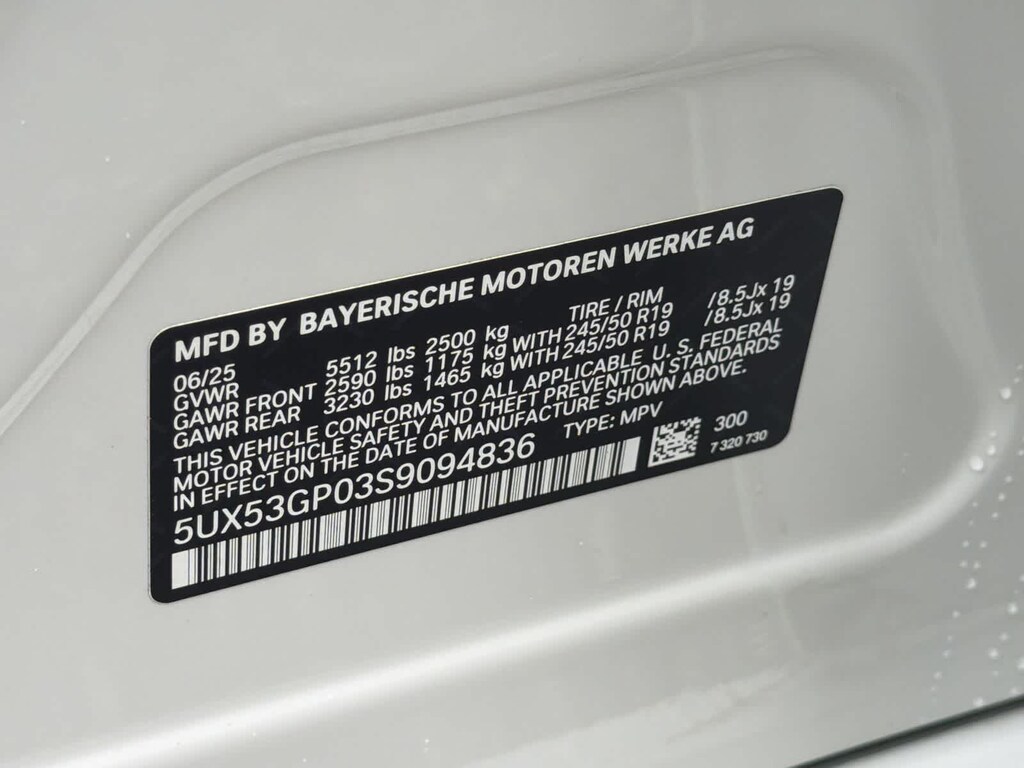 MFD BY BAYERISCHE MOTOREN WERKE AG
06/25 TIRE / RIM
GVWR 5512 lbs 2500 kg
GAWR FRONT 2590 lbs 1175 kg WITH 245/50 R19 /8.5Jx 19
GAWR REAR 3230 lbs 1465 kg WITH 245/50 R19 /8.5Jx 19
THIS VEHICLE CONFORMS TO ALL APPLICABLE U. S. FEDERAL
MOTOR VEHICLE SAFETY AND THEFT PREVENTION STANDARDS
IN EFFECT ON THE DATE OF MANUFACTURE SHOWN ABOVE.
5UX53GP03S9094836 TYPE: MPV 300
7 320 730